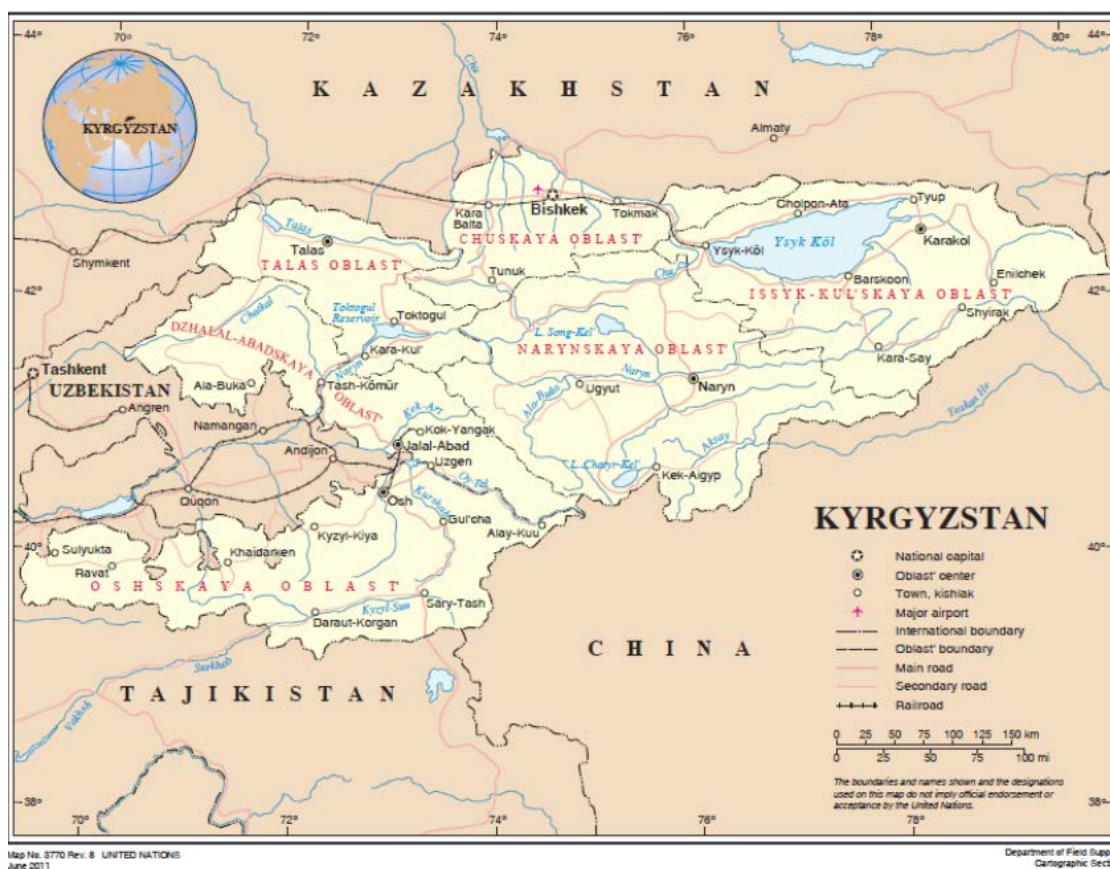 44°
70°
72°
74°
76°
78°
80°
44°
KYRGYZSTAN
K A Z A K H S T A N
Chu
Almaty
Kara
Balta
Bishkek
Tokmak
Cholpon-Ata
Tyup
Talas
Talas
CHUSKAYA OBLAST'
Ysyk-Köl
Ysyk Köl
Karakol
Shymkent
TALAS OBLAST'
Tunuk
Chu
Barskoon
Enilchek
42°
ISSYK-KUL'SKAYA OBLAST'
42°
Chatkal
Toktogul
Reservoir
Toktogul
Shyirak
DZHALAL-ABADSKAYA
OBLAST'
L. Song-Kel'
NARYNSKAYA OBLAST'
Kara-Say
Kara-Kul'
Naryn
Tashkent
UZBEKISTAN
Ala-Buka
Tash-Kömür
Ugyut
Naryn
Naryn
Ala-Buka
Angren
Kek-Art
Toxkan He
Namangan
Kok-Yangak
Jalal-Abad
Aksay
Andijon
Uzgen
L. Chatyr-Kel'
Kek-Aigyp
Quqon
Osh
Kurshab
Gul'cha
Alay-Kuu
KYRGYZSTAN
40°
Sulyukta
Khaidarken
Kyzyl-Kiya
40°
Ravat
O S H S K A Y A O B L A S T'
Sary-Tash
Kyzyl-Suu
Daraut-Korgan
National capital
Oblast' center
Town, kishlak
Major airport
International boundary
Oblast' boundary
Main road
Secondary road
Railroad
C H I N A
Surkhob
T A J I K I S T A N
Vakhsh
0 25 50 75 100 125 150 km
0 25 50 75 100 mi
The boundaries and names shown and the designations
used on this map do not imply official endorsement or
acceptance by the United Nations.
38°
38°
70°
72°
74°
76°
78°
Map No. 3770 Rev. 8 UNITED NATIONS
June 2011
Department of Field Supp
Cartographic Sect